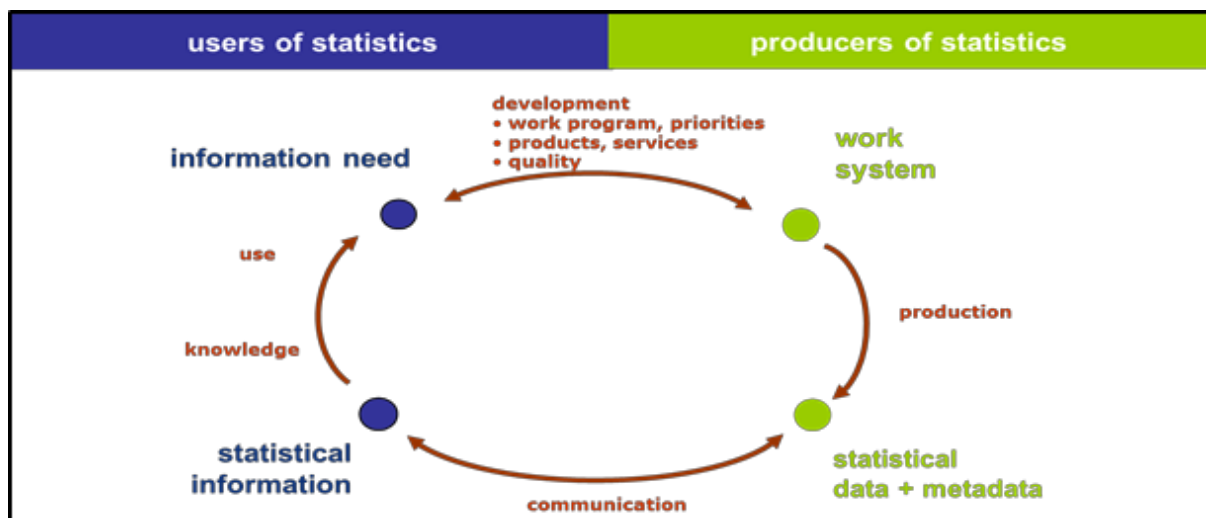 users of statistics
producers of statistics
development
• work program, priorities
• products, services
• quality
information need
work
system
use
production
knowledge
statistical
information
statistical
data + metadata
communication